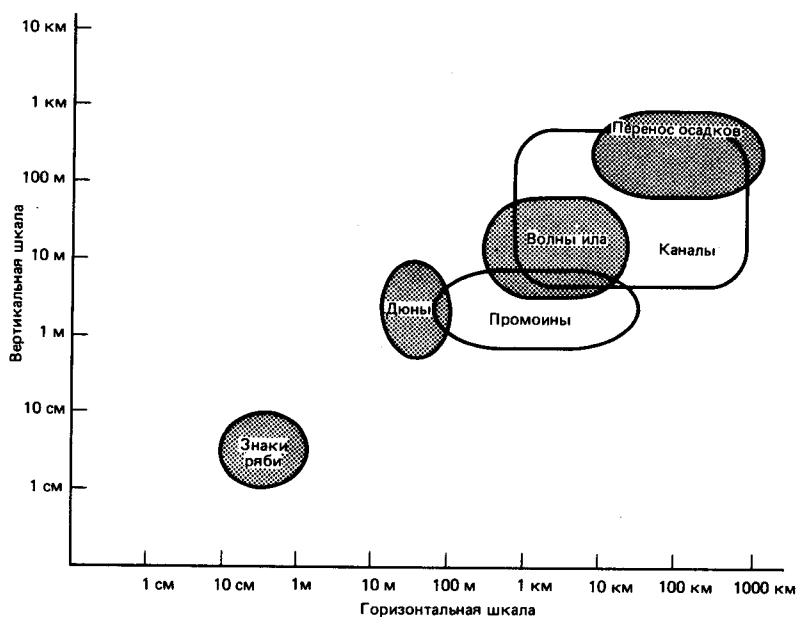 10 км
1 км
100 м
10 м
1 м
10 см
1 см
Вертикальная шкала
Перенос осадков
Волны ила
Каналы
Дюны
Промоины
Знаки
ряби
1 см 10 см 1м 10 м 100 м 1 км 10 км 100 км 1000 км
Горизонтальная шкала